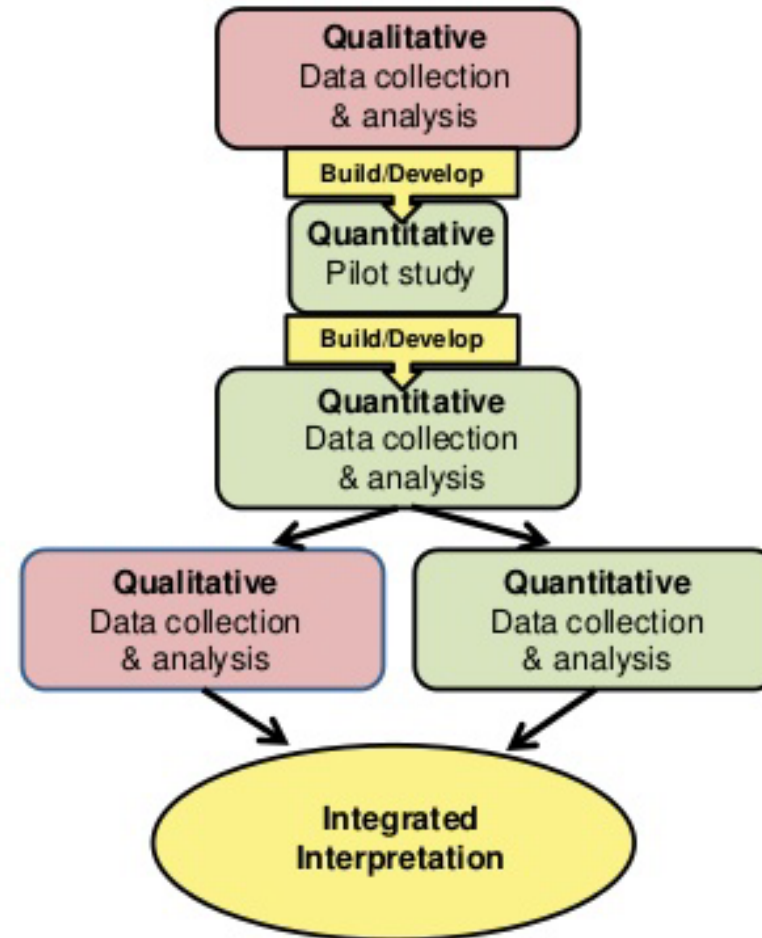 Qualitative
Data collection
& analysis
Build/Develop
Quantitative
Pilot study
Build/Develop
Quantitative
Data collection
& analysis
Qualitative
Data collection
& analysis
Quantitative
Data collection
& analysis
Integrated
Interpretation